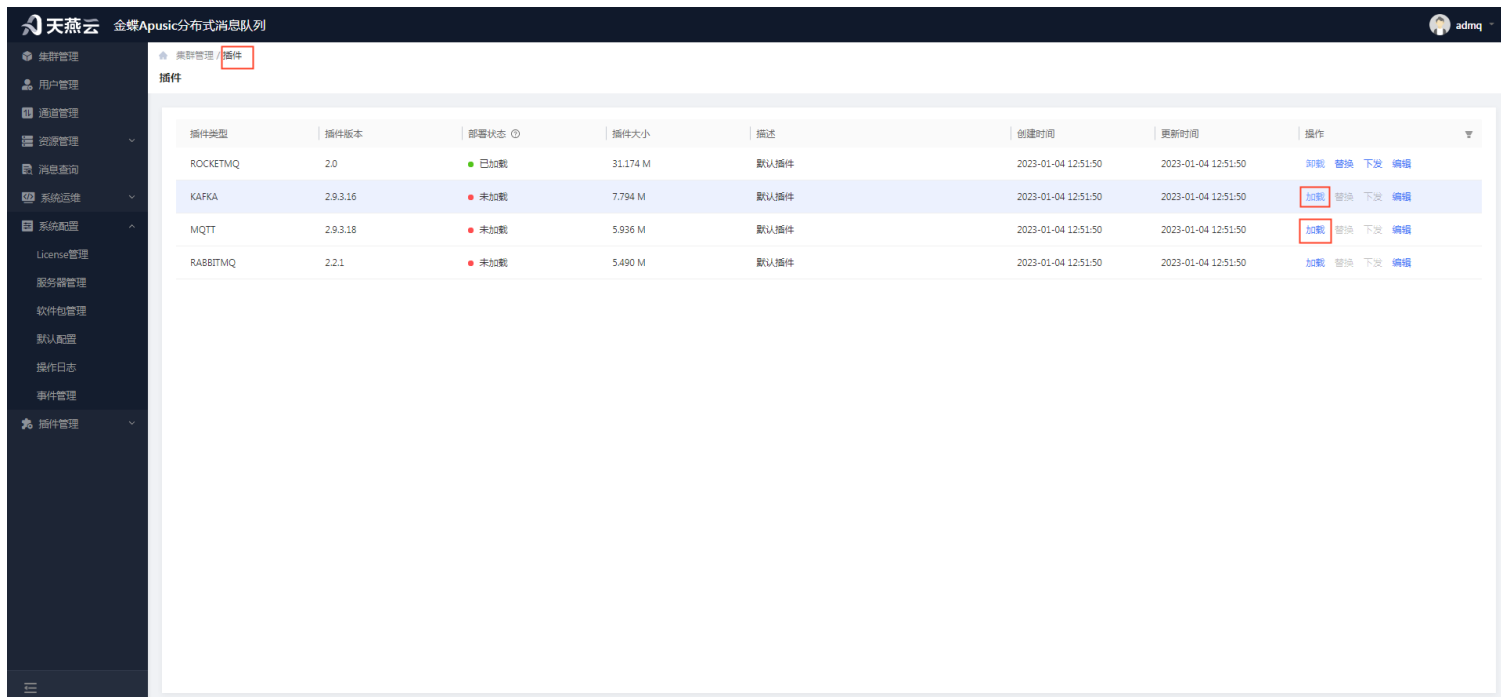 天燕云 金蝶Apusic分布式消息队列 admq
集群管理
用户管理
通道管理
资源管理
消息查询
系统运维
系统配置
License管理
服务器管理
软件包管理
默认配置
操作日志
事件管理
插件管理
集群管理 / 插件
插件
插件类型 插件版本 部署状态 插件大小 描述 创建时间 更新时间 操作
ROCKETMQ 2.0 已加载 31.174 M 默认插件 2023-01-04 12:51:50 2023-01-04 12:51:50 卸载 替换 下发 编辑
KAFKA 2.9.3.16 未加载 7.794 M 默认插件 2023-01-04 12:51:50 2023-01-04 12:51:50 加载 替换 下发 编辑
MQTT 2.9.3.18 未加载 5.936 M 默认插件 2023-01-04 12:51:50 2023-01-04 12:51:50 加载 替换 下发 编辑
RABBITMQ 2.2.1 未加载 5.490 M 默认插件 2023-01-04 12:51:50 2023-01-04 12:51:50 加载 替换 下发 编辑